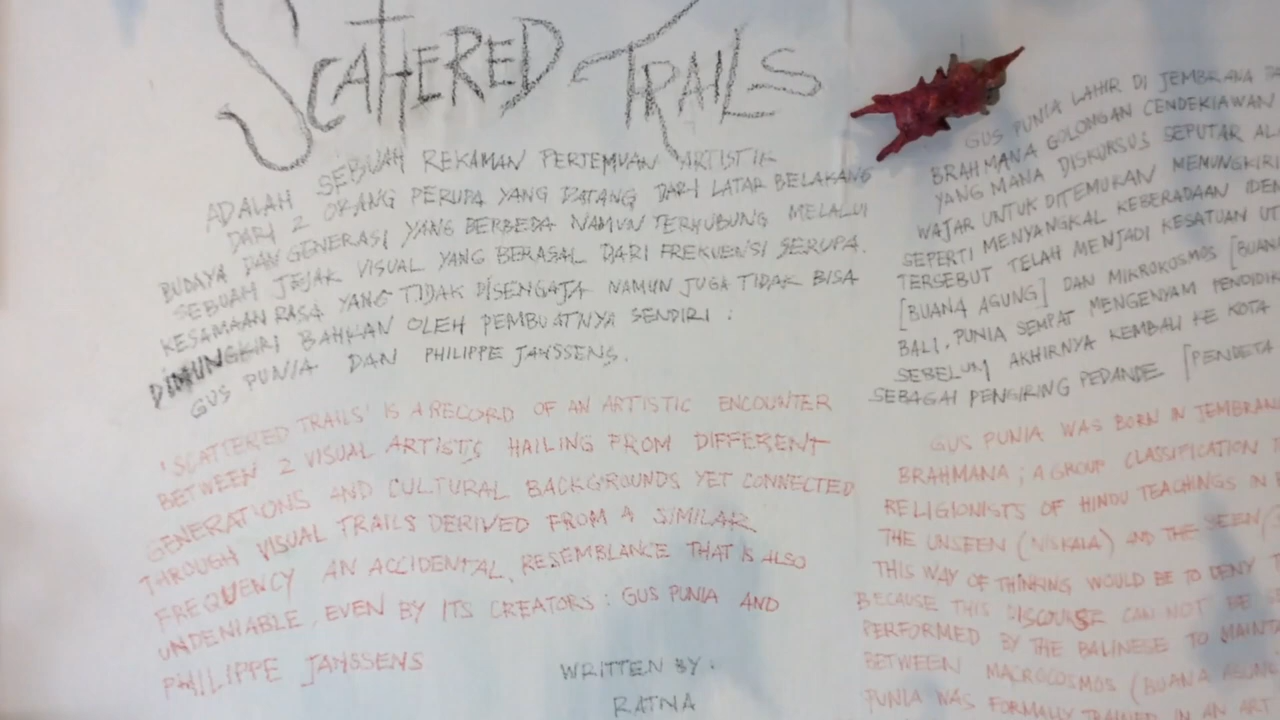 SCATTERED TRAILS
ADALAH SEBUAH REKAMAN PERTEMUAN ARTISTIK
DARI 2 ORANG PERUPA YANG DATANG DARI LATAR BELAKANG
BUDAYA DAN GENERASI YANG BERBEDA NAMUN TERHUBUNG MELALUI
SEBUAH JEJAK VISUAL YANG BERASAL DARI FREKUENSI SERUPA.
KESAMAAN RASA YANG TIDAK DISENGAJA NAMUN JUGA TIDAK BISA
DIMUNGKIRI BAHKAN OLEH PEMBUATNYA SENDIRI :
GUS PUNIA DAN PHILIPPE JANSSENS.
'SCATTERED TRAILS' IS A RECORD OF AN ARTISTIC ENCOUNTER
BETWEEN 2 VISUAL ARTISTS HAILING FROM DIFFERENT
GENERATIONS AND CULTURAL BACKGROUNDS YET CONNECTED
THROUGH VISUAL TRAILS DERIVED FROM A SIMILAR
FREQUENCY AN ACCIDENTAL RESEMBLANCE THAT IS ALSO
UNDENIABLE, EVEN BY ITS CREATORS : GUS PUNIA AND
PHILIPPE JANSSENS
WRITTEN BY.
RATNA
GUS PUNIA LAHIR DI JEMBRANA
BRAHMANA GOLONGAN CENDEKIAWAN
YANG MANA DISKURSUS SEPUTAR
WAJAR UNTUK DITEMUKAN MEMUNGKIRI
SEPERTI MENYANGKAL KEBERADAAN
TERSEBUT TELAH MENJADI KESATUAN
[BUANA AGUNG] DAN MIKROKOSMOS [BUANA
BALI. PUNIA SEMPAT MENGENYAM
SEBELUM AKHIRNYA KEMBALI KE KOTA
SEBAGAI PENGIRING PEDANDE [PENDETA
GUS PUNIA WAS BORN IN JEMBRAN
BRAHMANA ; A GROUP CLASSIFICATION
RELIGIONISTS OF HINDU TEACHINGS IN
THE UNSEEN (NISKALA) AND THE SEEN
THIS WAY OF THINKING WOULD BE TO DENY
BECAUSE THIS DISCOURSE CAN NOT BE
PERFORMED BY THE BALINESE TO
BETWEEN MACROCOSMOS (BUANA
PUNIA WAS FORMALLY TRAINED IN AN ART